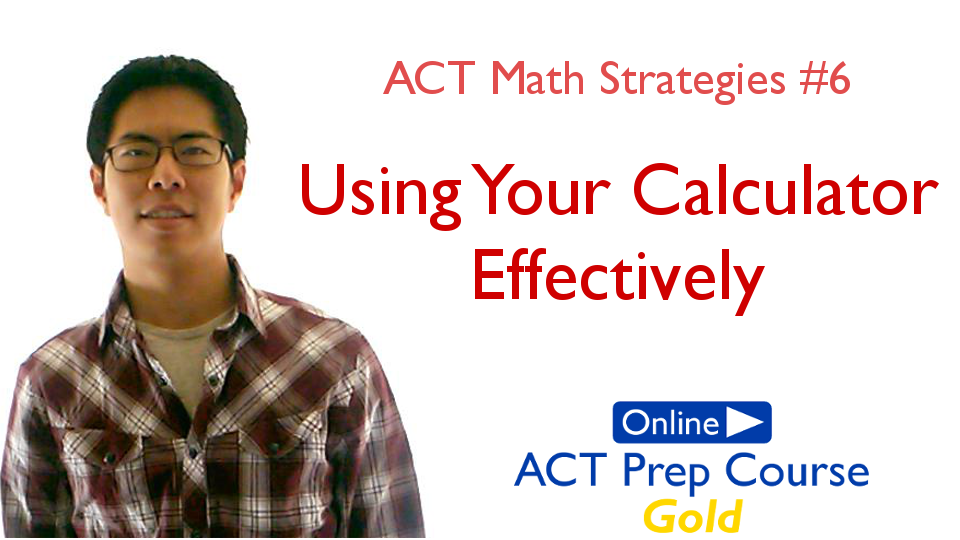 ACT Math Strategies #6
Using Your Calculator
Effectively
Online
ACT Prep Course
Gold